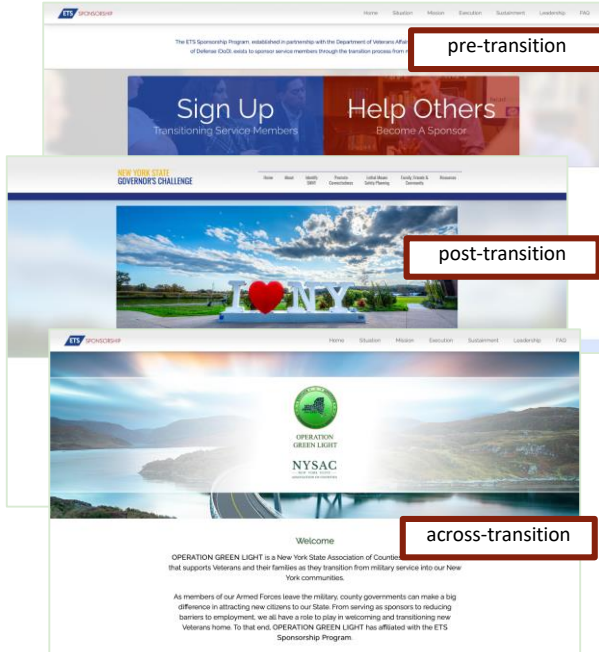 ETS SPONSORSHIP
Home Situation Mission Execution Sustainment Leadership FAQ
The ETS Sponsorship Program, established in partnership with the Department of Veterans Affai
of Defense (DoD), exists to sponsor service members through the transition process from
pre-transition
Sign Up
Transitioning Service Members
Help Others
Become A Sponsor
NEW YORK STATE
GOVERNOR'S CHALLENGE
Home About Identify SMVF Promote Connectedness Lethal Means Safety Planning Family, Friends & Community Resources
post-transition
I NY
ETS SPONSORSHIP
Home Situation Mission Execution Sustainment Leadership FAQ
OPERATION
GREEN LIGHT
NYSAC
NEW YORK STATE
ASSOCIATION OF COUNTIES
across-transition
Welcome
OPERATION GREEN LIGHT is a New York State Association of Counties
that supports Veterans and their families as they transition from military service into our New
York communities.
As members of our Armed Forces leave the military, county governments can make a big
difference in attracting new citizens to our State. From serving as sponsors to reducing
barriers to employment, we all have a role to play in welcoming and transitioning new
Veterans home. To that end, OPERATION GREEN LIGHT has affiliated with the ETS
Sponsorship Program.